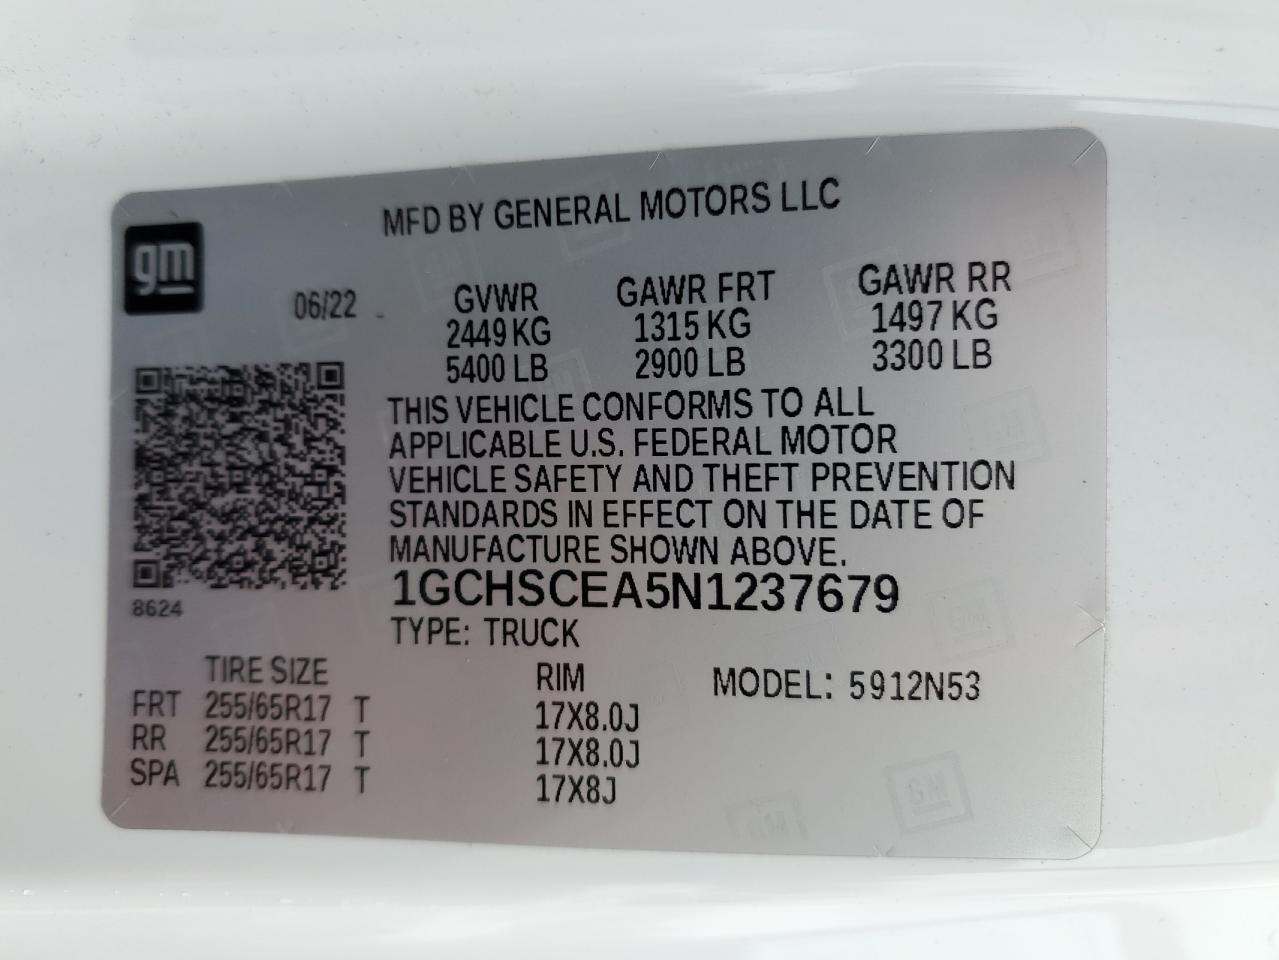 gm
MFD BY GENERAL MOTORS LLC
06/22 GVWR GAWR FRT GAWR RR
2449 KG 1315 KG 1497 KG
5400 LB 2900 LB 3300 LB
THIS VEHICLE CONFORMS TO ALL
APPLICABLE U.S. FEDERAL MOTOR
VEHICLE SAFETY AND THEFT PREVENTION
STANDARDS IN EFFECT ON THE DATE OF
MANUFACTURE SHOWN ABOVE.
8624
1GCHSCEA5N1237679
TYPE: TRUCK
TIRE SIZE RIM MODEL: 5912N53
FRT 255/65R17 T 17X8.0J
RR 255/65R17 T 17X8.0J
SPA 255/65R17 T 17X8J
GM